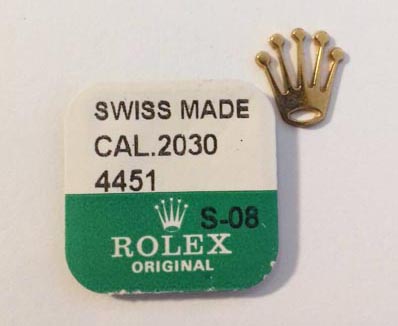 SWISS MADE
CAL.2030
4451
S-08
ROLEX
ORIGINAL